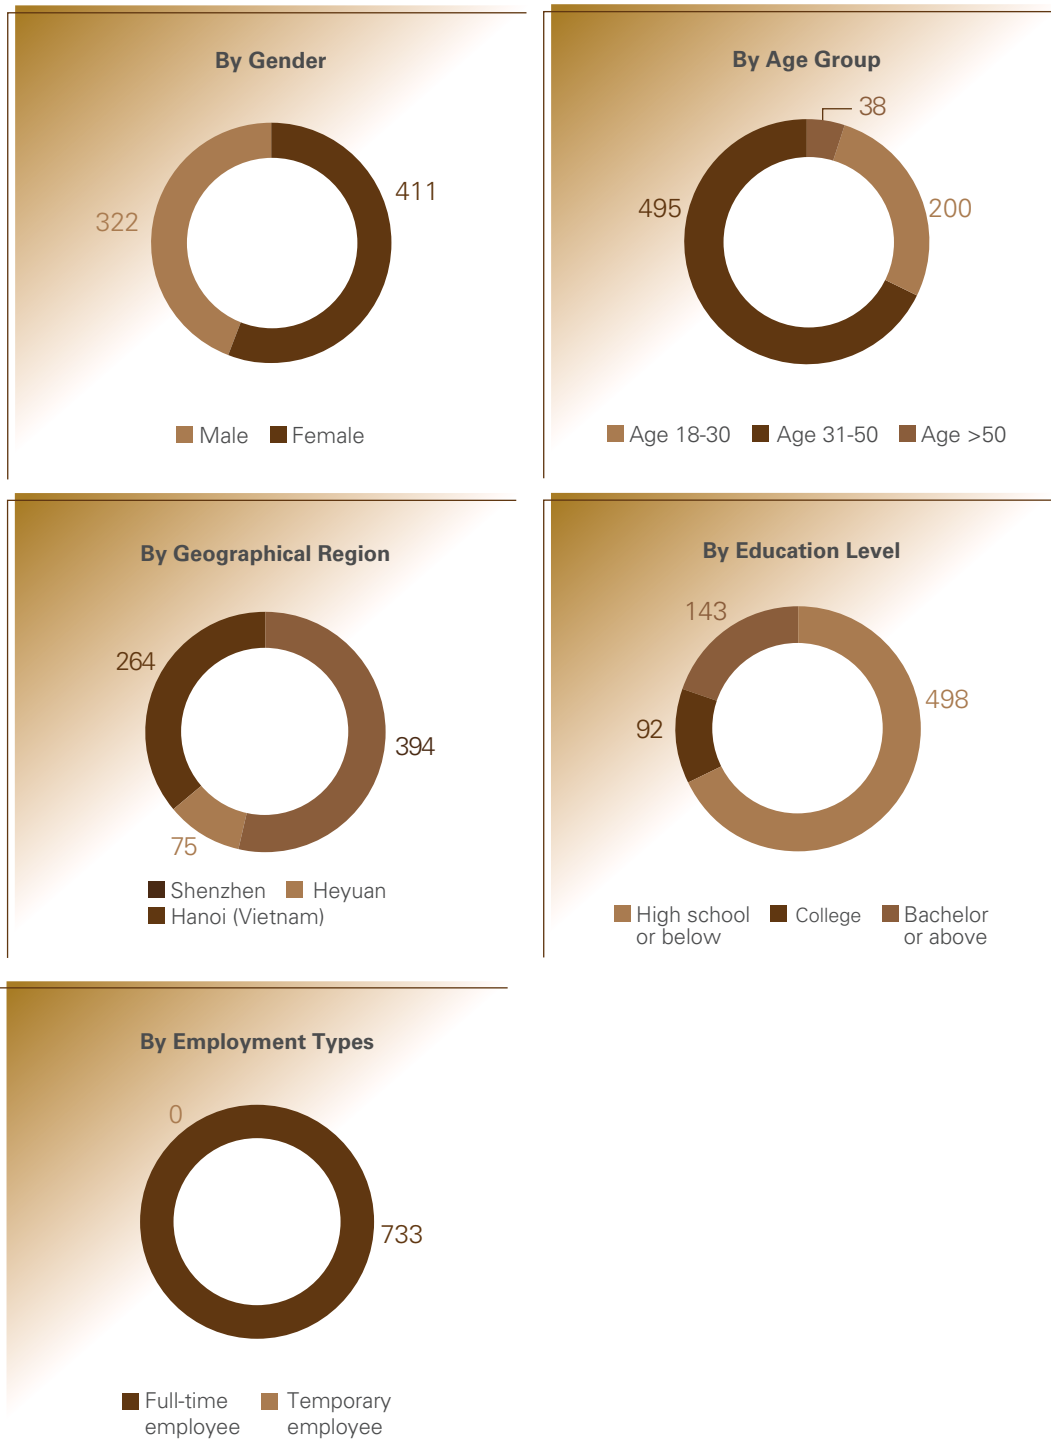 By Gender
322
411
Male Female
By Age Group
38
495
200
Age 18-30 Age 31-50 Age >50
By Geographical Region
264
394
75
Shenzhen Heyuan
Hanoi (Vietnam)
By Education Level
143
498
92
High school College Bachelor
or below or above
By Employment Types
0
733
Full-time Temporary
employee employee